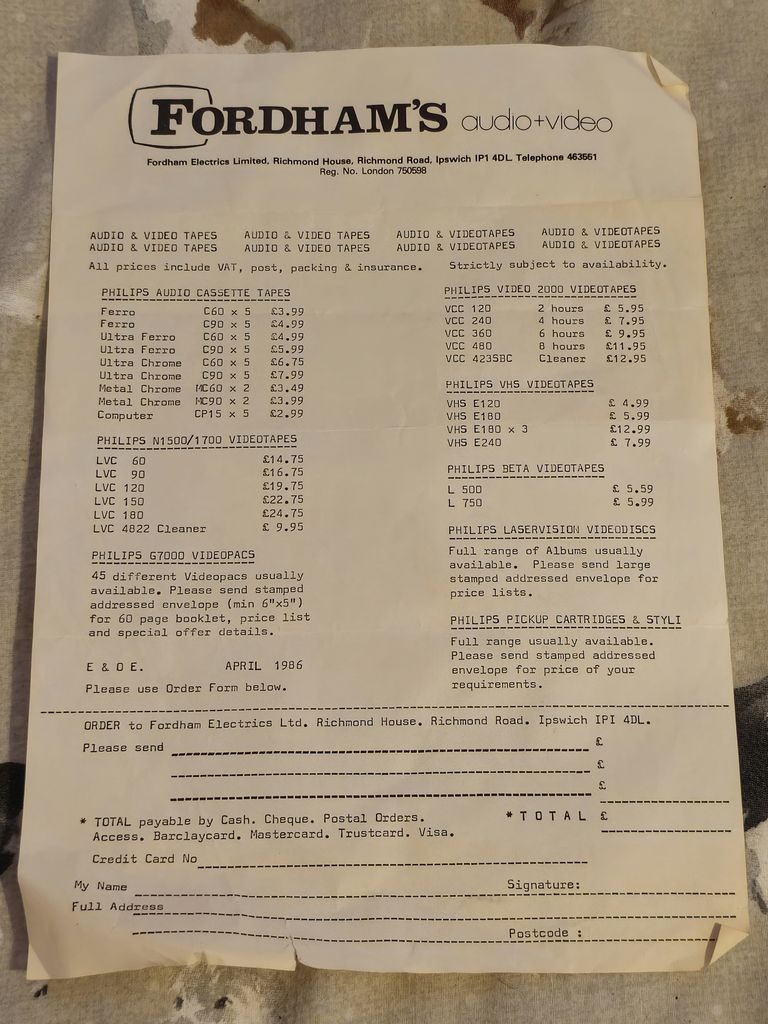 FORDHAM'S audio+video
Fordham Electrics Limited, Richmond House, Richmond Road, Ipswich IP1 4DL. Telephone 463551
Reg. No. London 750598
AUDIO & VIDEO TAPES AUDIO & VIDEO TAPES AUDIO & VIDEOTAPES AUDIO & VIDEOTAPES
AUDIO & VIDEO TAPES AUDIO & VIDEO TAPES AUDIO & VIDEOTAPES AUDIO & VIDEOTAPES
All prices include VAT, post, packing & insurance. Strictly subject to availability.
PHILIPS AUDIO CASSETTE TAPES
Ferro C60 x 5 £3.99
Ferro C90 x 5 £4.99
Ultra Ferro C60 x 5 £4.99
Ultra Ferro C90 x 5 £5.99
Ultra Chrome C60 x 5 £6.75
Ultra Chrome C90 x 5 £7.99
Metal Chrome MC60 x 2 £3.49
Metal Chrome MC90 x 2 £3.99
Computer CP15 x 5 £2.99
PHILIPS N1500/1700 VIDEOTAPES
LVC 60 £14.75
LVC 90 £16.75
LVC 120 £19.75
LVC 150 £22.75
LVC 180 £24.75
LVC 4822 Cleaner £ 9.95
PHILIPS G7000 VIDEOPACS
45 different Videopacs usually
available. Please send stamped
addressed envelope (min 6"x5")
for 60 page booklet, price list
and special offer details.
E & O E. APRIL 1986
Please use Order Form below.
PHILIPS VIDEO 2000 VIDEOTAPES
VCC 120 2 hours £ 5.95
VCC 240 4 hours £ 7.95
VCC 360 6 hours £ 9.95
VCC 480 8 hours £11.95
VCC 423SBC Cleaner £12.95
PHILIPS VHS VIDEOTAPES
VHS E120 £ 4.99
VHS E180 £ 5.99
VHS E180 x 3 £12.99
VHS E240 £ 7.99
PHILIPS BETA VIDEOTAPES
L 500 £ 5.59
L 750 £ 5.99
PHILIPS LASERVISION VIDEODISCS
Full range of Albums usually
available. Please send large
stamped addressed envelope for
price lists.
PHILIPS PICKUP CARTRIDGES & STYLI
Full range usually available.
Please send stamped addressed
envelope for price of your
requirements.
ORDER to Fordham Electrics Ltd. Richmond House. Richmond Road. Ipswich IPI 4DL.
Please send £
£
£
* TOTAL payable by Cash. Cheque. Postal Orders. * T O T A L £
Access. Barclaycard. Mastercard. Trustcard. Visa.
Credit Card No
My Name Signature:
Full Address
Postcode :